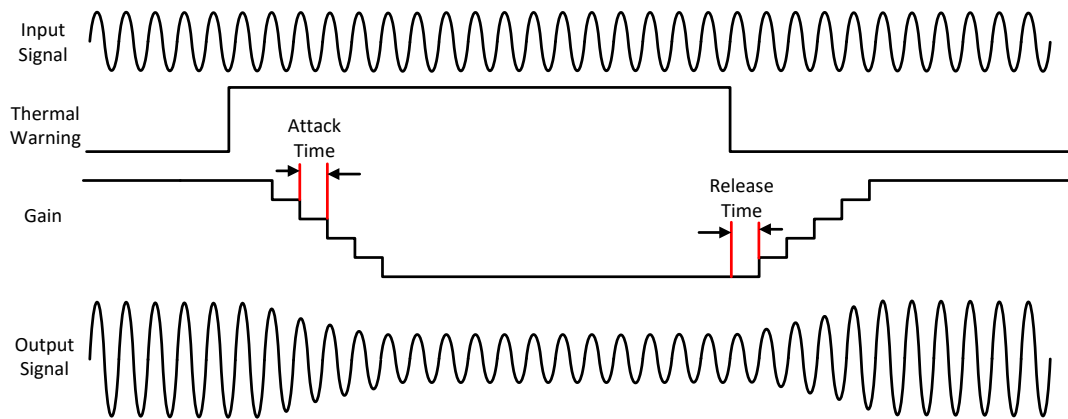 Input
Signal
Thermal
Warning
Attack
Time
Release
Time
Gain
Output
Signal